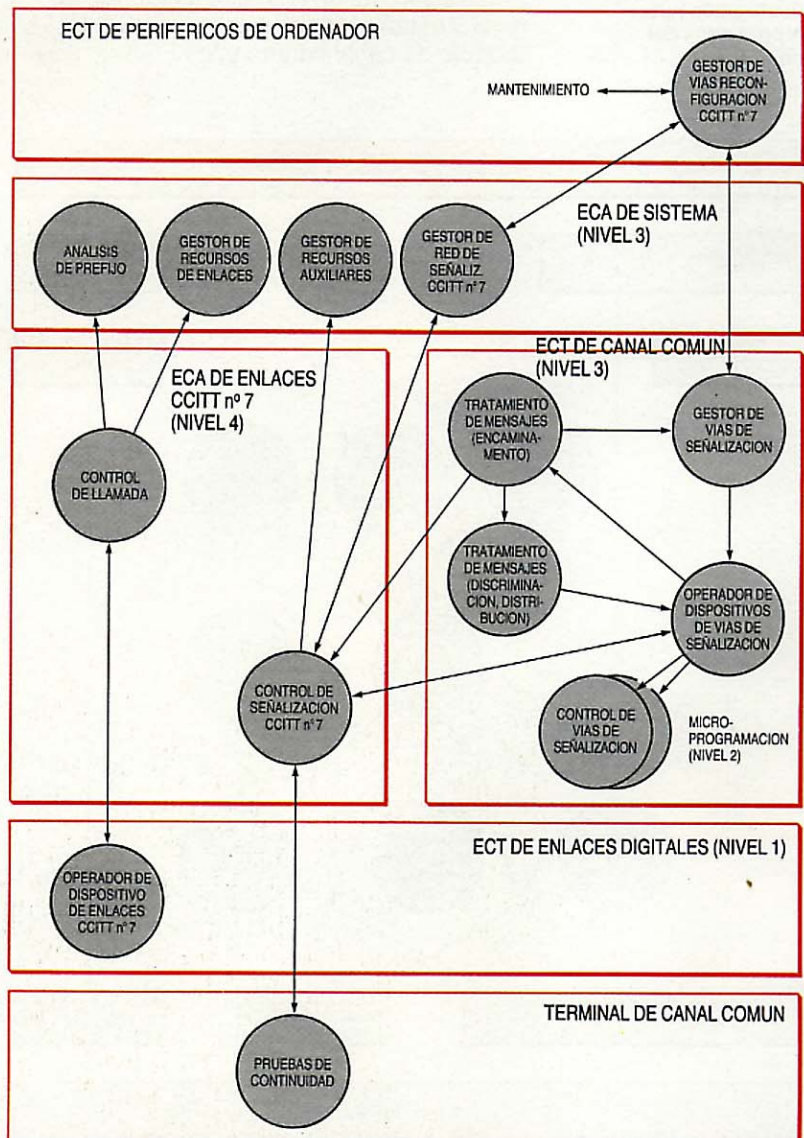 ECT DE PERIFERICOS DE ORDENADOR
MANTENIMIENTO
GESTOR DE
VIAS RECON-
FIGURACION
CCITT nº 7
ECA DE SISTEMA
(NIVEL 3)
ANALISIS
DE PREFIJO
GESTOR DE
RECURSOS
DE ENLACES
GESTOR DE
RECURSOS
AUXILIARES
GESTOR DE
RED DE
SEÑALIZ.
CCITT nº 7
ECA DE ENLACES
CCITT nº 7
(NIVEL 4)
CONTROL
DE LLAMADA
CONTROL DE
SEÑALIZACION
CCITT nº 7
ECT DE CANAL COMUN
(NIVEL 3)
TRATAMIENTO
DE MENSAJES
(ENCAMINA-
MENTO)
GESTOR DE
VIAS DE
SEÑALIZACION
TRATAMIENTO
DE MENSAJES
(DISCRIMINA-
CION, DISTRI-
BUCION)
OPERADOR DE
DISPOSITIVOS
DE VIAS DE
SEÑALIZACION
CONTROL DE
VIAS DE
SEÑALIZACION
MICRO-
PROGRAMACION
(NIVEL 2)
ECT DE ENLACES DIGITALES (NIVEL 1)
OPERADOR DE
DISPOSITIVO
DE ENLACES
CCITT nº 7
TERMINAL DE CANAL COMUN
PRUEBAS DE
CONTINUIDAD